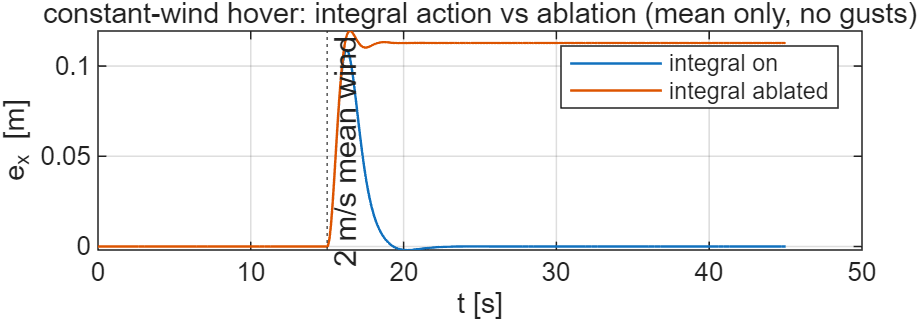 constant-wind hover: integral action vs ablation (mean only, no gusts)
e_x [m]
0.1
0.05
0
2 m/s mean wind
integral on
integral ablated
0 10 20 30 40 50
t [s]